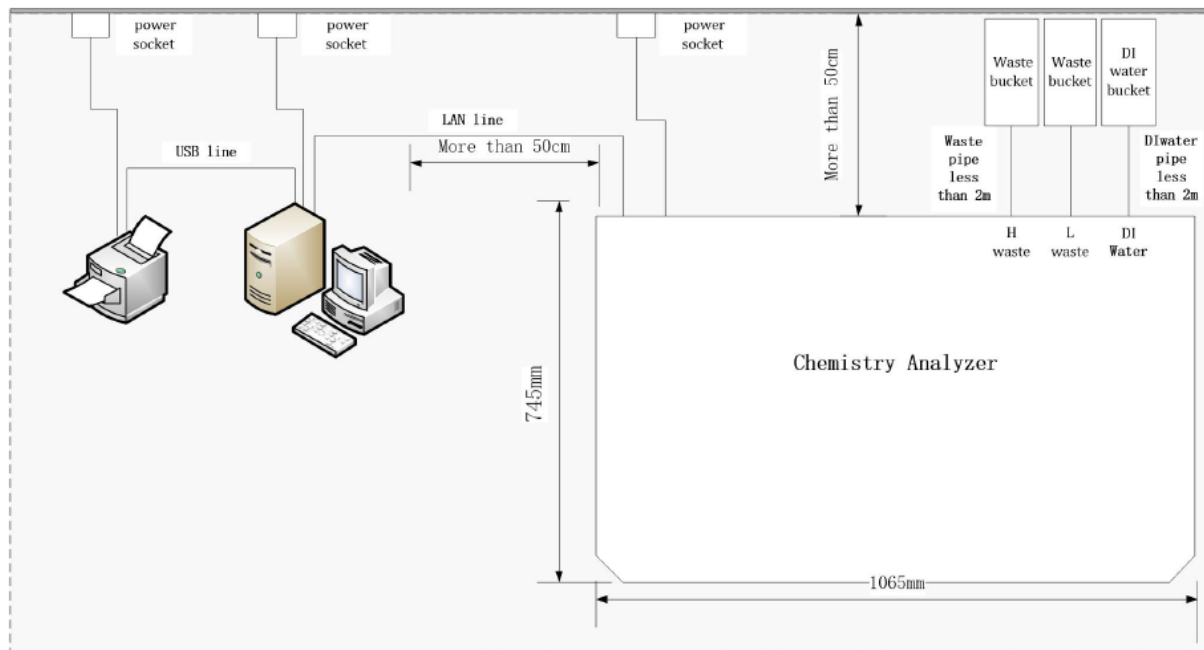 power
socket
power
socket
power
socket
More than 50cm
Waste
bucket
Waste
bucket
DI
water
bucket
LAN line
More than 50cm
USB line
Waste
pipe
less
than 2m
DIwater
pipe
less
than 2m
H
waste
L
waste
DI
Water
Chemistry Analyzer
745mm
1065mm